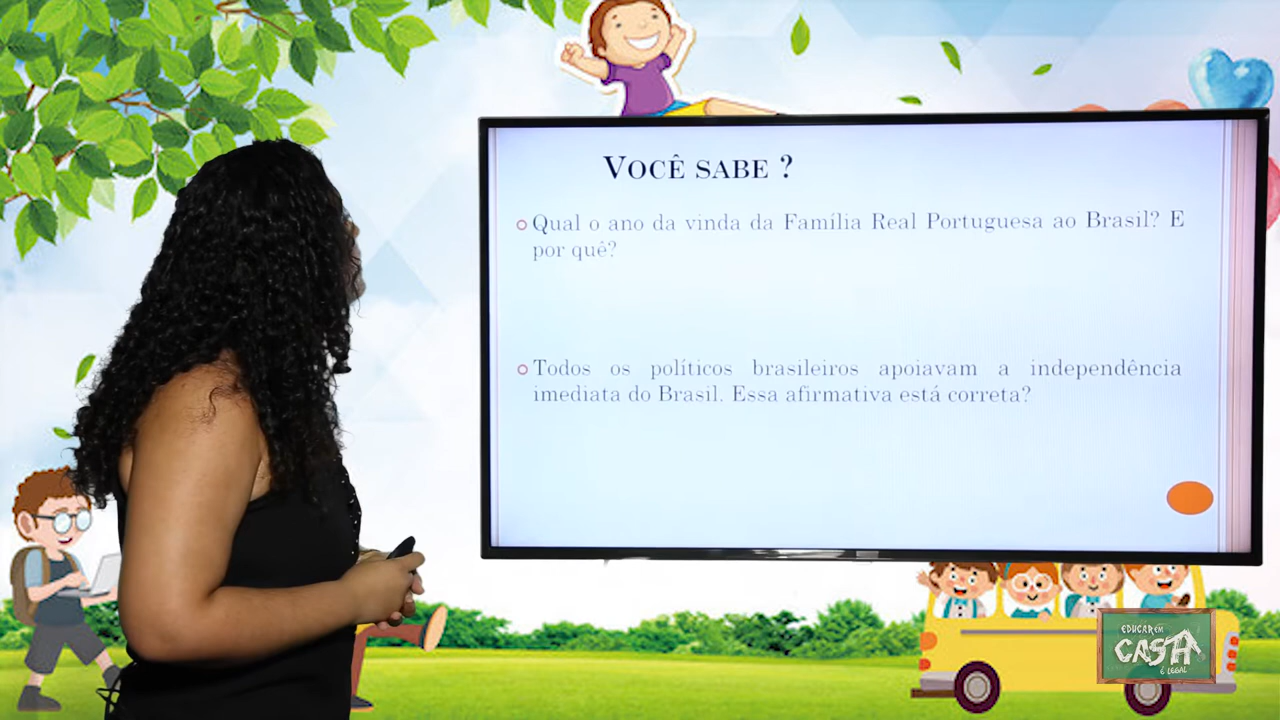 VOCÊ SABE ?
Qual o ano da vinda da Família Real Portuguesa ao Brasil? E
por quê?
Todos os políticos brasileiros apoiavam a independência
imediata do Brasil. Essa afirmativa está correta?
EDUCAR EM
CASA
É LEGAL